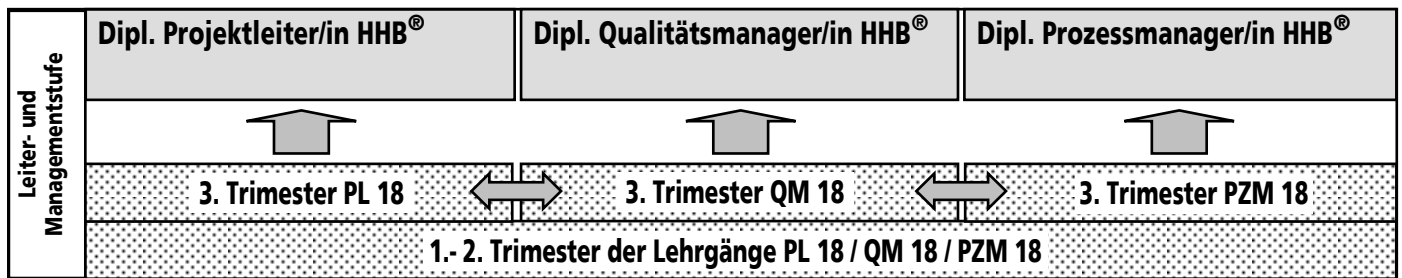 Leiter- und
Managementstufe
Dipl. Projektleiter/in HHB®
Dipl. Qualitätsmanager/in HHB®
Dipl. Prozessmanager/in HHB®
3. Trimester PL 18
3. Trimester QM 18
3. Trimester PZM 18
1.- 2. Trimester der Lehrgänge PL 18 / QM 18 / PZM 18